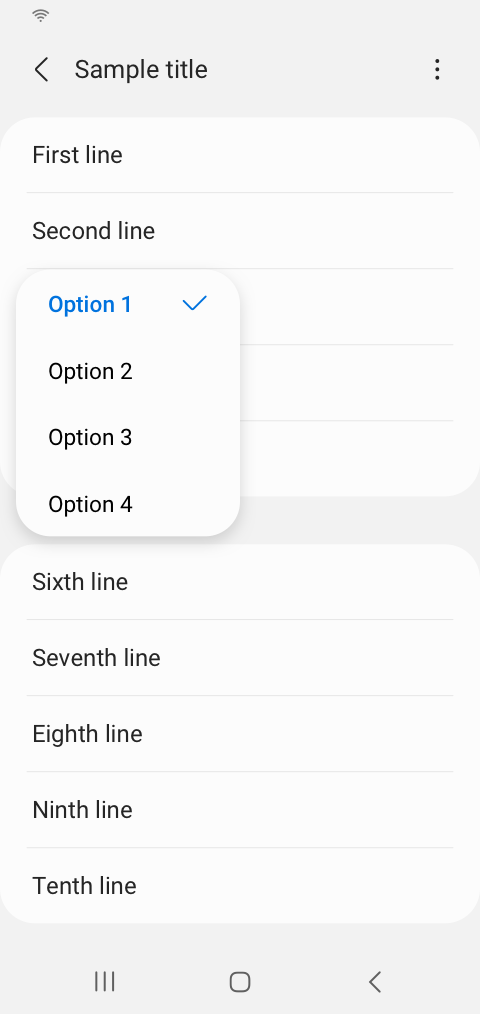 Sample title
First line
Second line
Option 1
Option 2
Option 3
Option 4
Sixth line
Seventh line
Eighth line
Ninth line
Tenth line